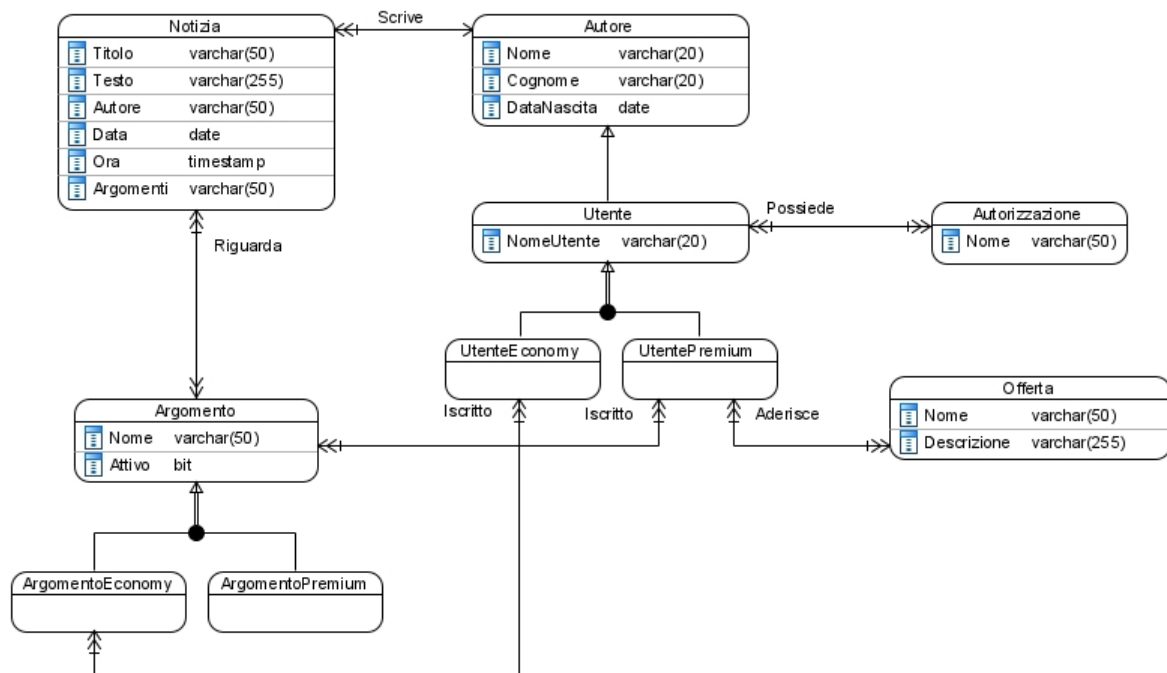 Notizia
Titolo varchar(50)
Testo varchar(255)
Autore varchar(50)
Data date
Ora timestamp
Argomenti varchar(50)
Scrive
Autore
Nome varchar(20)
Cognome varchar(20)
DataNascita date
Riguarda
Utente
NomeUtente varchar(20)
Possiede
Autorizzazione
Nome varchar(50)
UtenteEconomy
UtentePremium
Iscritto
Iscritto
Aderisce
Offerta
Nome varchar(50)
Descrizione varchar(255)
Argomento
Nome varchar(50)
Attivo bit
ArgomentoEconomy
ArgomentoPremium